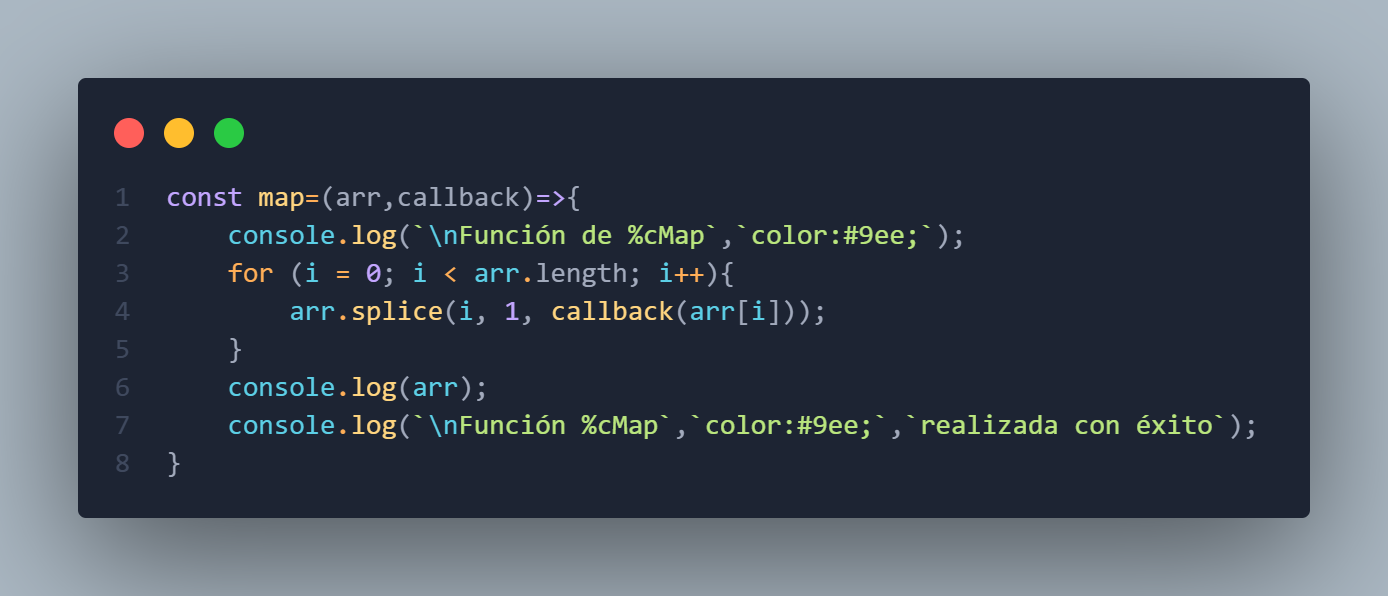 1 const map=(arr,callback)=>{
2     console.log(`\nFunción de %cMap`,`color:#9ee;`);
3     for (i = 0; i < arr.length; i++){
4         arr.splice(i, 1, callback(arr[i]));
5     }
6     console.log(arr);
7     console.log(`\nFunción %cMap`,`color:#9ee;`,`realizada con éxito`);
8 }